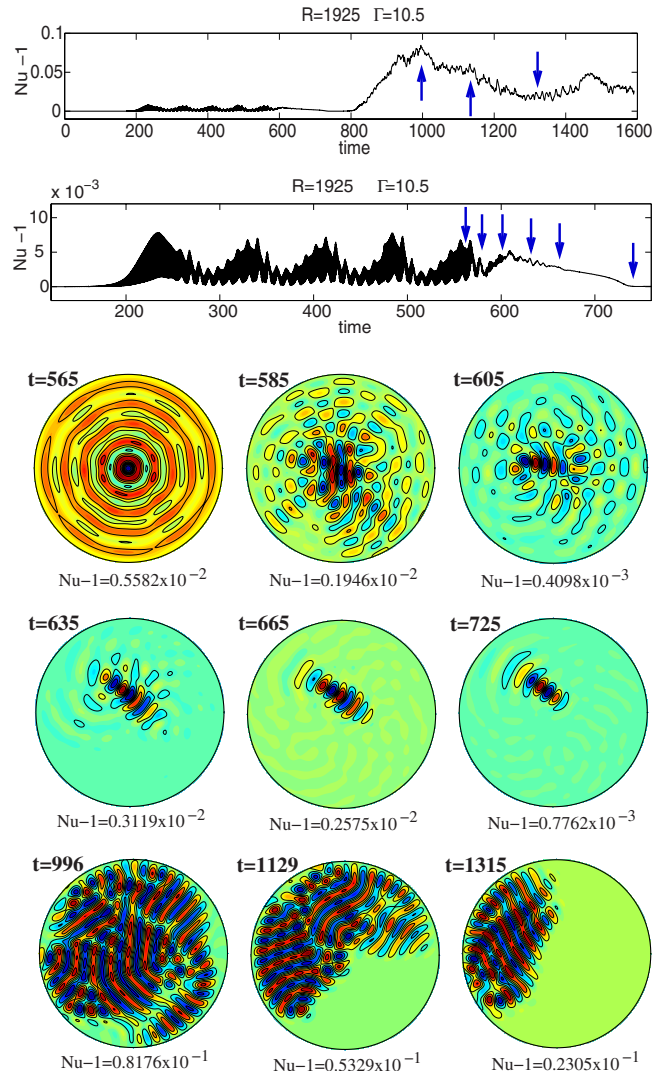 R=1925 Γ=10.5
0.1
0.05
0
Nu −1
0 200 400 600 800 1000 1200 1400 1600
time
x 10−3
R=1925 Γ=10.5
10
5
0
Nu −1
200 300 400 500 600 700
time
t=565 t=585 t=605
Nu−1=0.5582x10−2 Nu−1=0.1946x10−2 Nu−1=0.4098x10−3
t=635 t=665 t=725
Nu−1=0.3119x10−2 Nu−1=0.2575x10−2 Nu−1=0.7762x10−3
t=996 t=1129 t=1315
Nu−1=0.8176x10−1 Nu−1=0.5329x10−1 Nu−1=0.2305x10−1